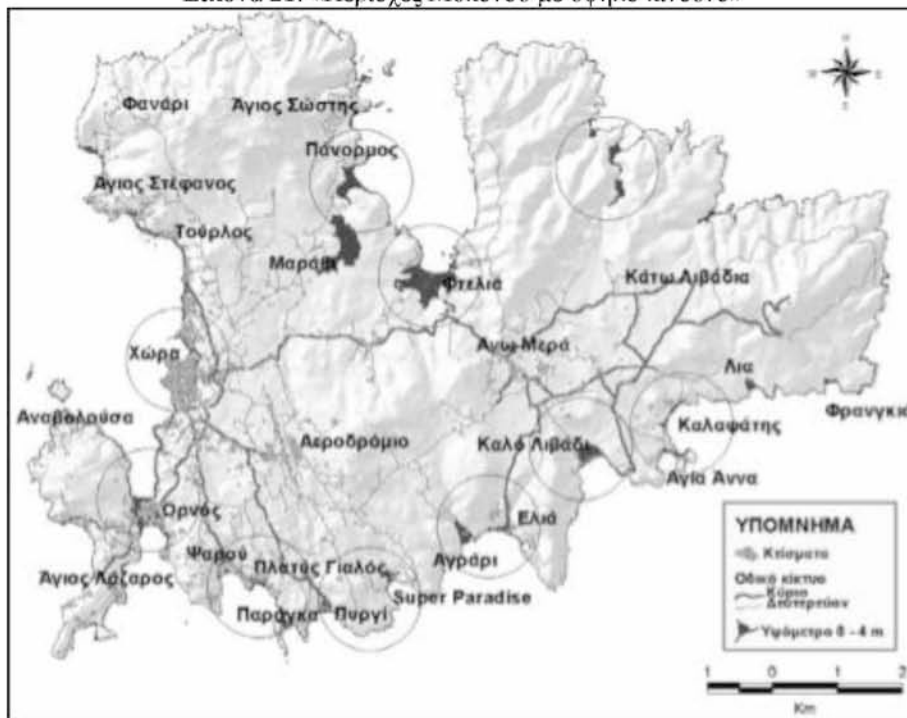 Φανάρι
Άγιος Σώστης
Πάνορμος
Άγιος Στέφανος
Τούρλος
Μαράθι
Φτελιά
Κάτω Λιβάδια
Χώρα
Άνω Μερά
Λια
Αναβολούσα
Φρανγκιά
Αεροδρόμιο
Καλό Λιβάδι
Καλαφάτης
Αγία Άννα
Ορνός
Ελιά
Ψαρού
Αγράρι
Άγιος Λάζαρος
Πλατύς Γιαλός
Super Paradise
Παράγκα
Πυργί
ΥΠΟΜΝΗΜΑ
Κτίσματα
Οδικό δίκτυο
Κύριο
Δευτερεύον
Υψόμετρο 0 - 4 m
1 0 1 2
Km